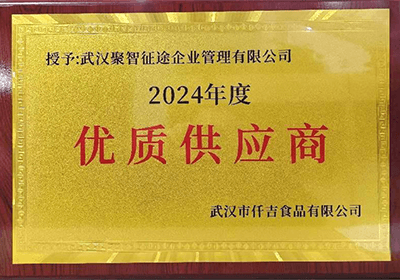 授予:武汉聚智征途企业管理有限公司
2024年度
优质供应商
武汉市仟吉食品有限公司